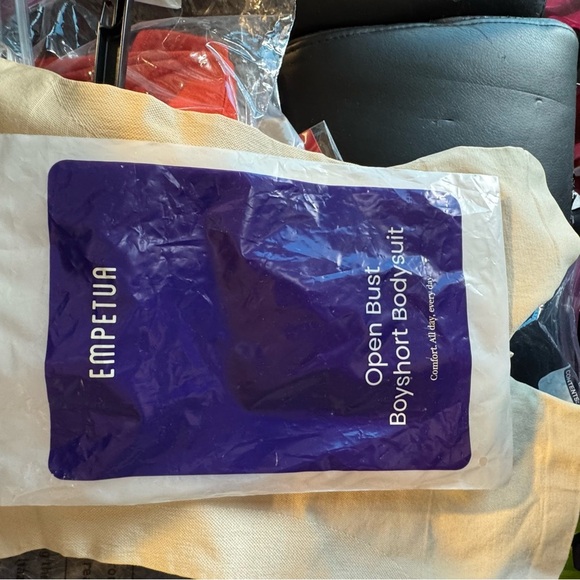 EMPETUA
Open Bust
Boyshort Bodysuit
Comfort. All day, every day.